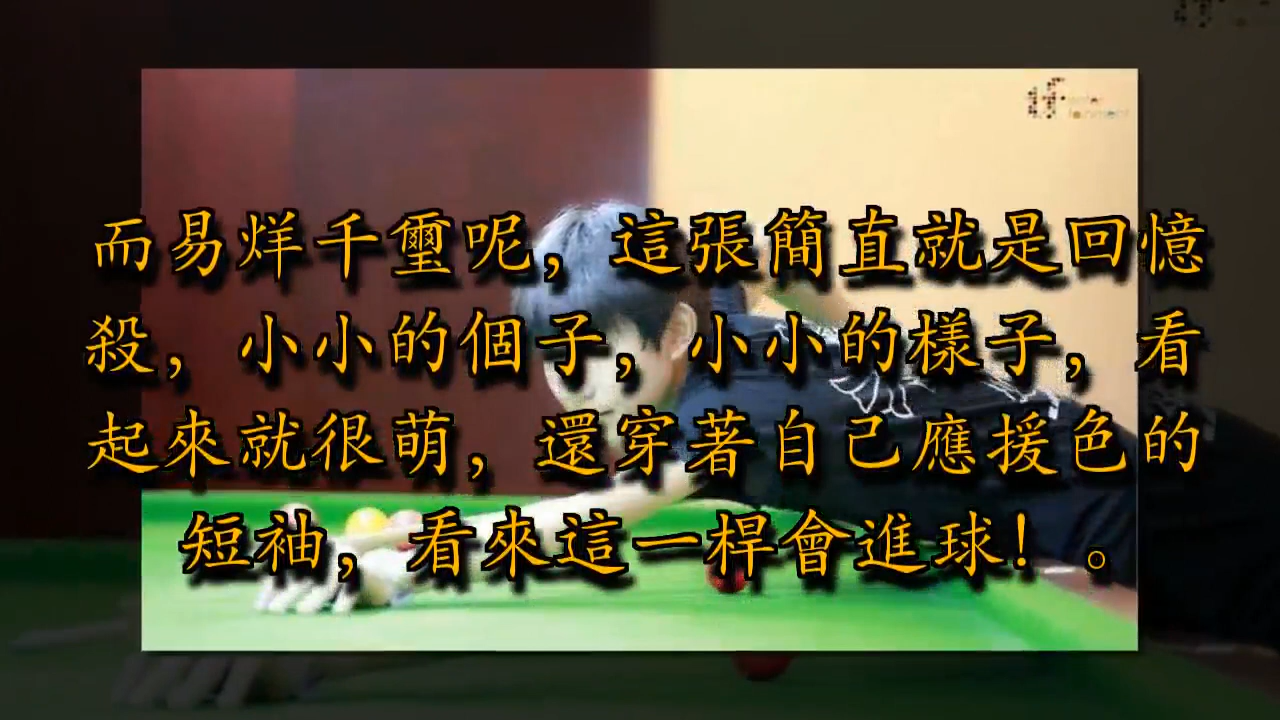 而易烊千璽呢，這張簡直就是回憶
殺，小小的個子，小小的樣子，看
起來就很萌，還穿著自己應援色的
短袖，看來這一桿會進球！。